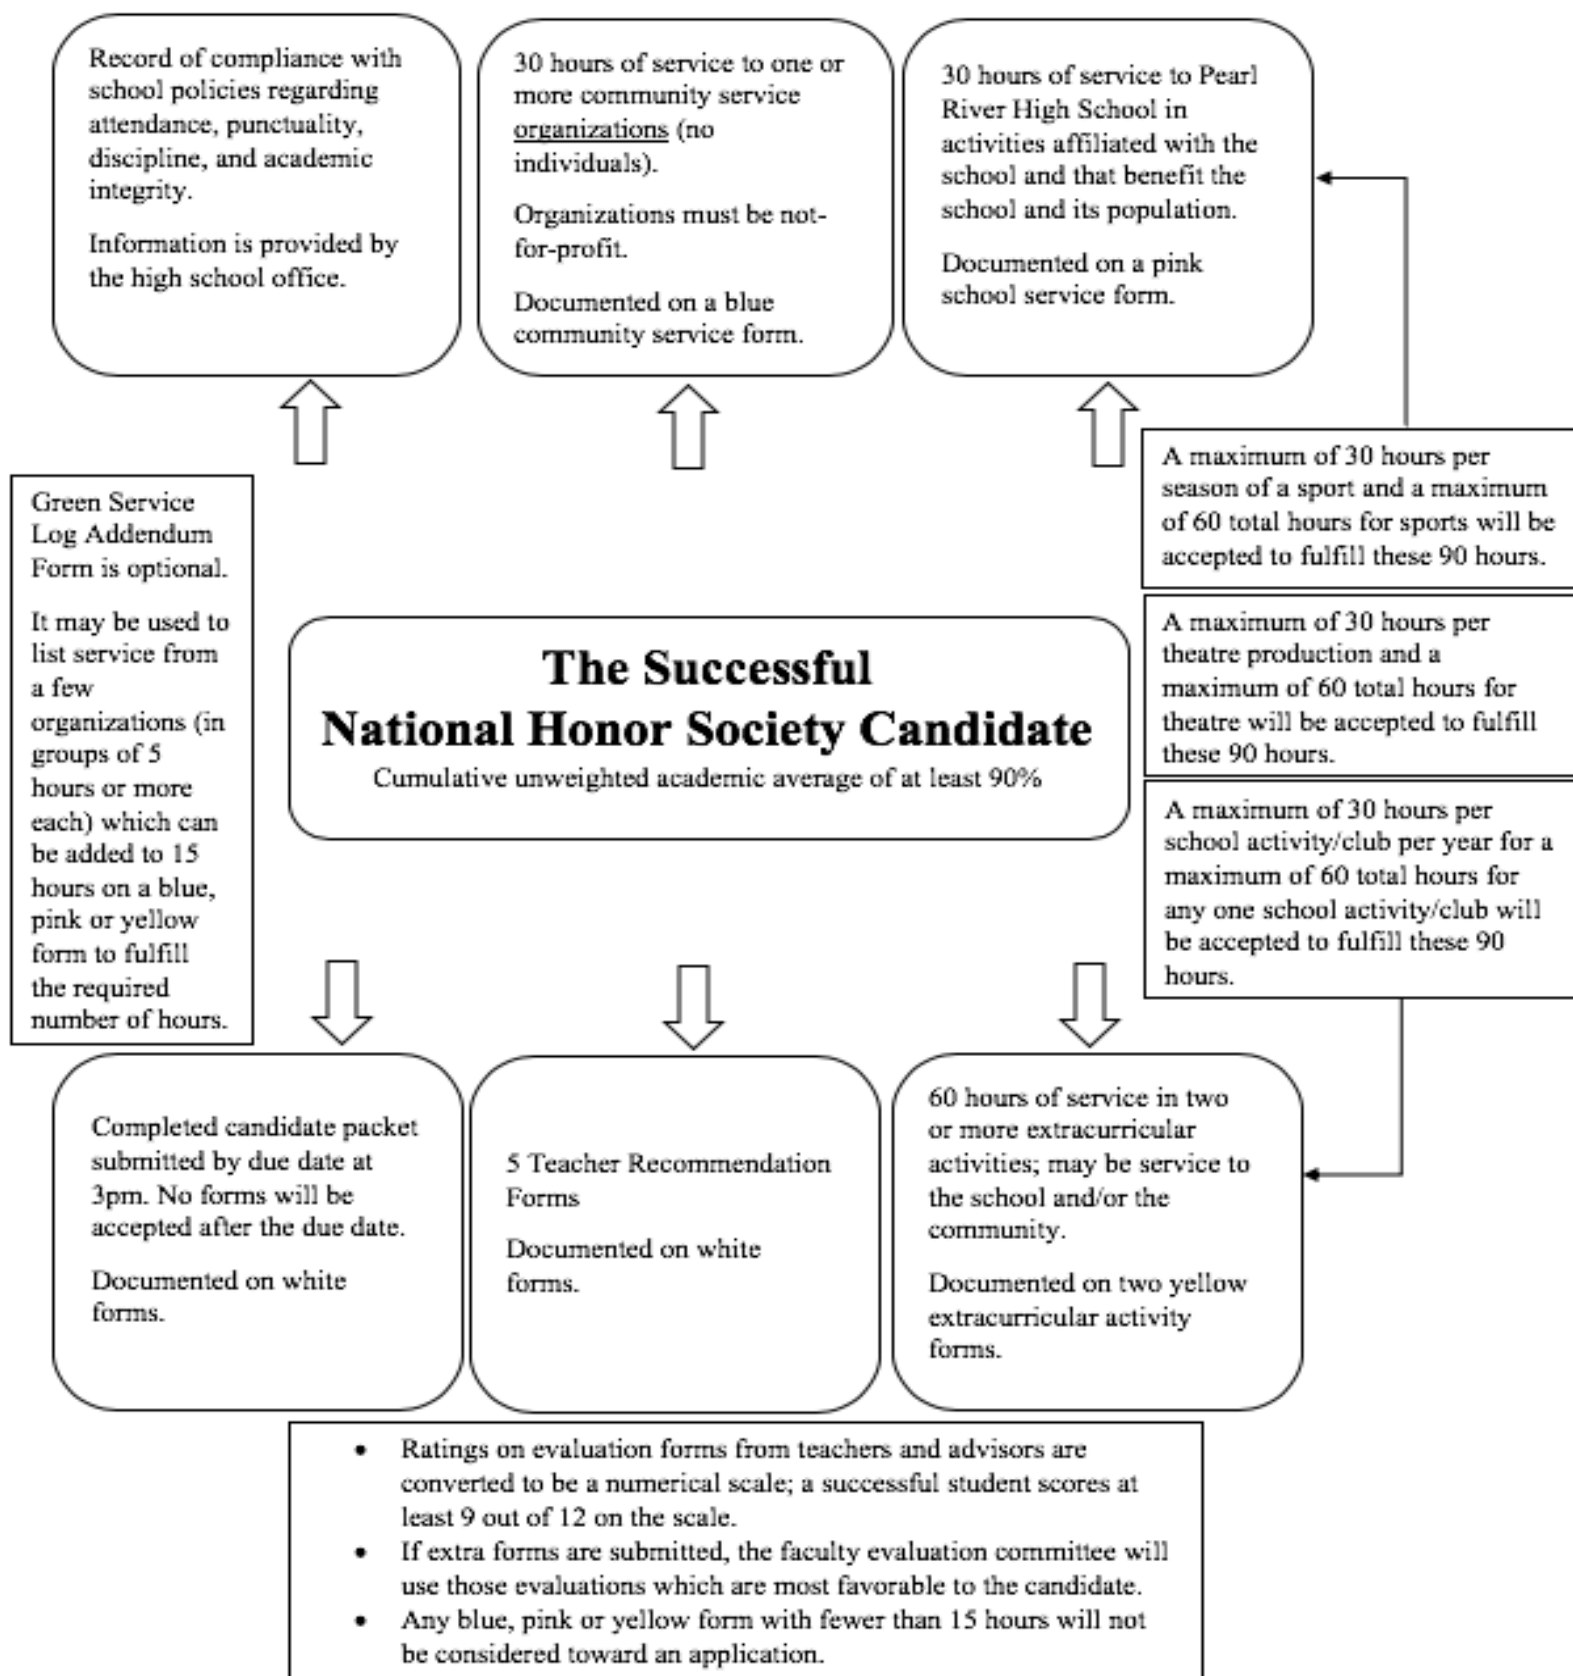 Record of compliance with
school policies regarding
attendance, punctuality,
discipline, and academic
integrity.
Information is provided by
the high school office.
30 hours of service to one or
more community service
organizations (no
individuals).
Organizations must be not-
for-profit.
Documented on a blue
community service form.
30 hours of service to Pearl
River High School in
activities affiliated with the
school and that benefit the
school and its population.
Documented on a pink
school service form.
Green Service
Log Addendum
Form is optional.
It may be used to
list service from
a few
organizations (in
groups of 5
hours or more
each) which can
be added to 15
hours on a blue,
pink or yellow
form to fulfill
the required
number of hours.
The Successful
National Honor Society Candidate
Cumulative unweighted academic average of at least 90%
A maximum of 30 hours per
season of a sport and a maximum
of 60 total hours for sports will be
accepted to fulfill these 90 hours.
A maximum of 30 hours per
theatre production and a
maximum of 60 total hours for
theatre will be accepted to fulfill
these 90 hours.
A maximum of 30 hours per
school activity/club per year for a
maximum of 60 total hours for
any one school activity/club will
be accepted to fulfill these 90
hours.
Completed candidate packet
submitted by due date at
3pm. No forms will be
accepted after the due date.
Documented on white
forms.
5 Teacher Recommendation
Forms
Documented on white
forms.
60 hours of service in two
or more extracurricular
activities; may be service to
the school and/or the
community.
Documented on two yellow
extracurricular activity
forms.
• Ratings on evaluation forms from teachers and advisors are
converted to be a numerical scale; a successful student scores at
least 9 out of 12 on the scale.
• If extra forms are submitted, the faculty evaluation committee will
use those evaluations which are most favorable to the candidate.
• Any blue, pink or yellow form with fewer than 15 hours will not
be considered toward an application.